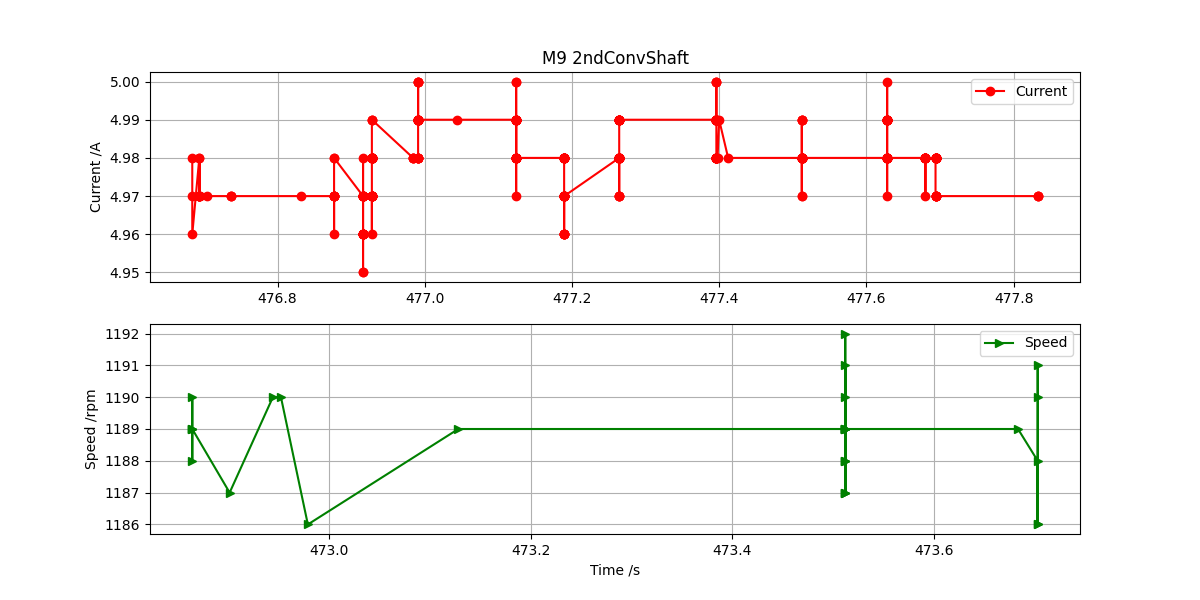 M9 2ndConvShaft
Current /A
5.00
4.99
4.98
4.97
4.96
4.95
Current
476.8 477.0 477.2 477.4 477.6 477.8
Speed /rpm
1192
1191
1190
1189
1188
1187
1186
Speed
473.0 473.2 473.4 473.6
Time /s